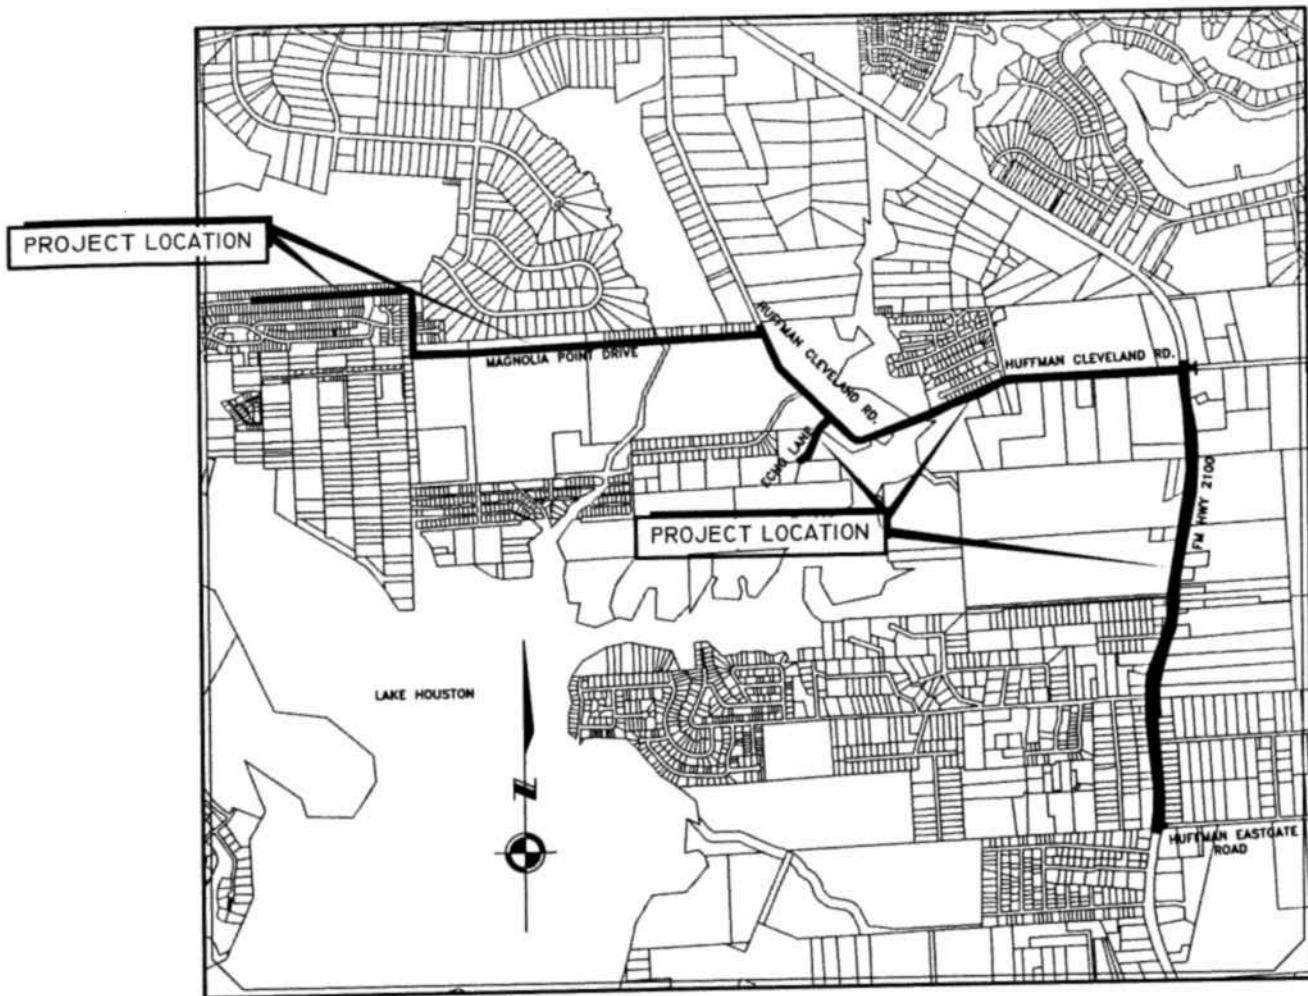 PROJECT LOCATION
MAGNOLIA POINT DRIVE
HUFFMAN CLEVELAND RD.
HUFFMAN CLEVELAND RD.
ECHO LANE
PROJECT LOCATION
FM HWY 2100
LAKE HOUSTON
N
HUFFMAN EASTGATE
ROAD